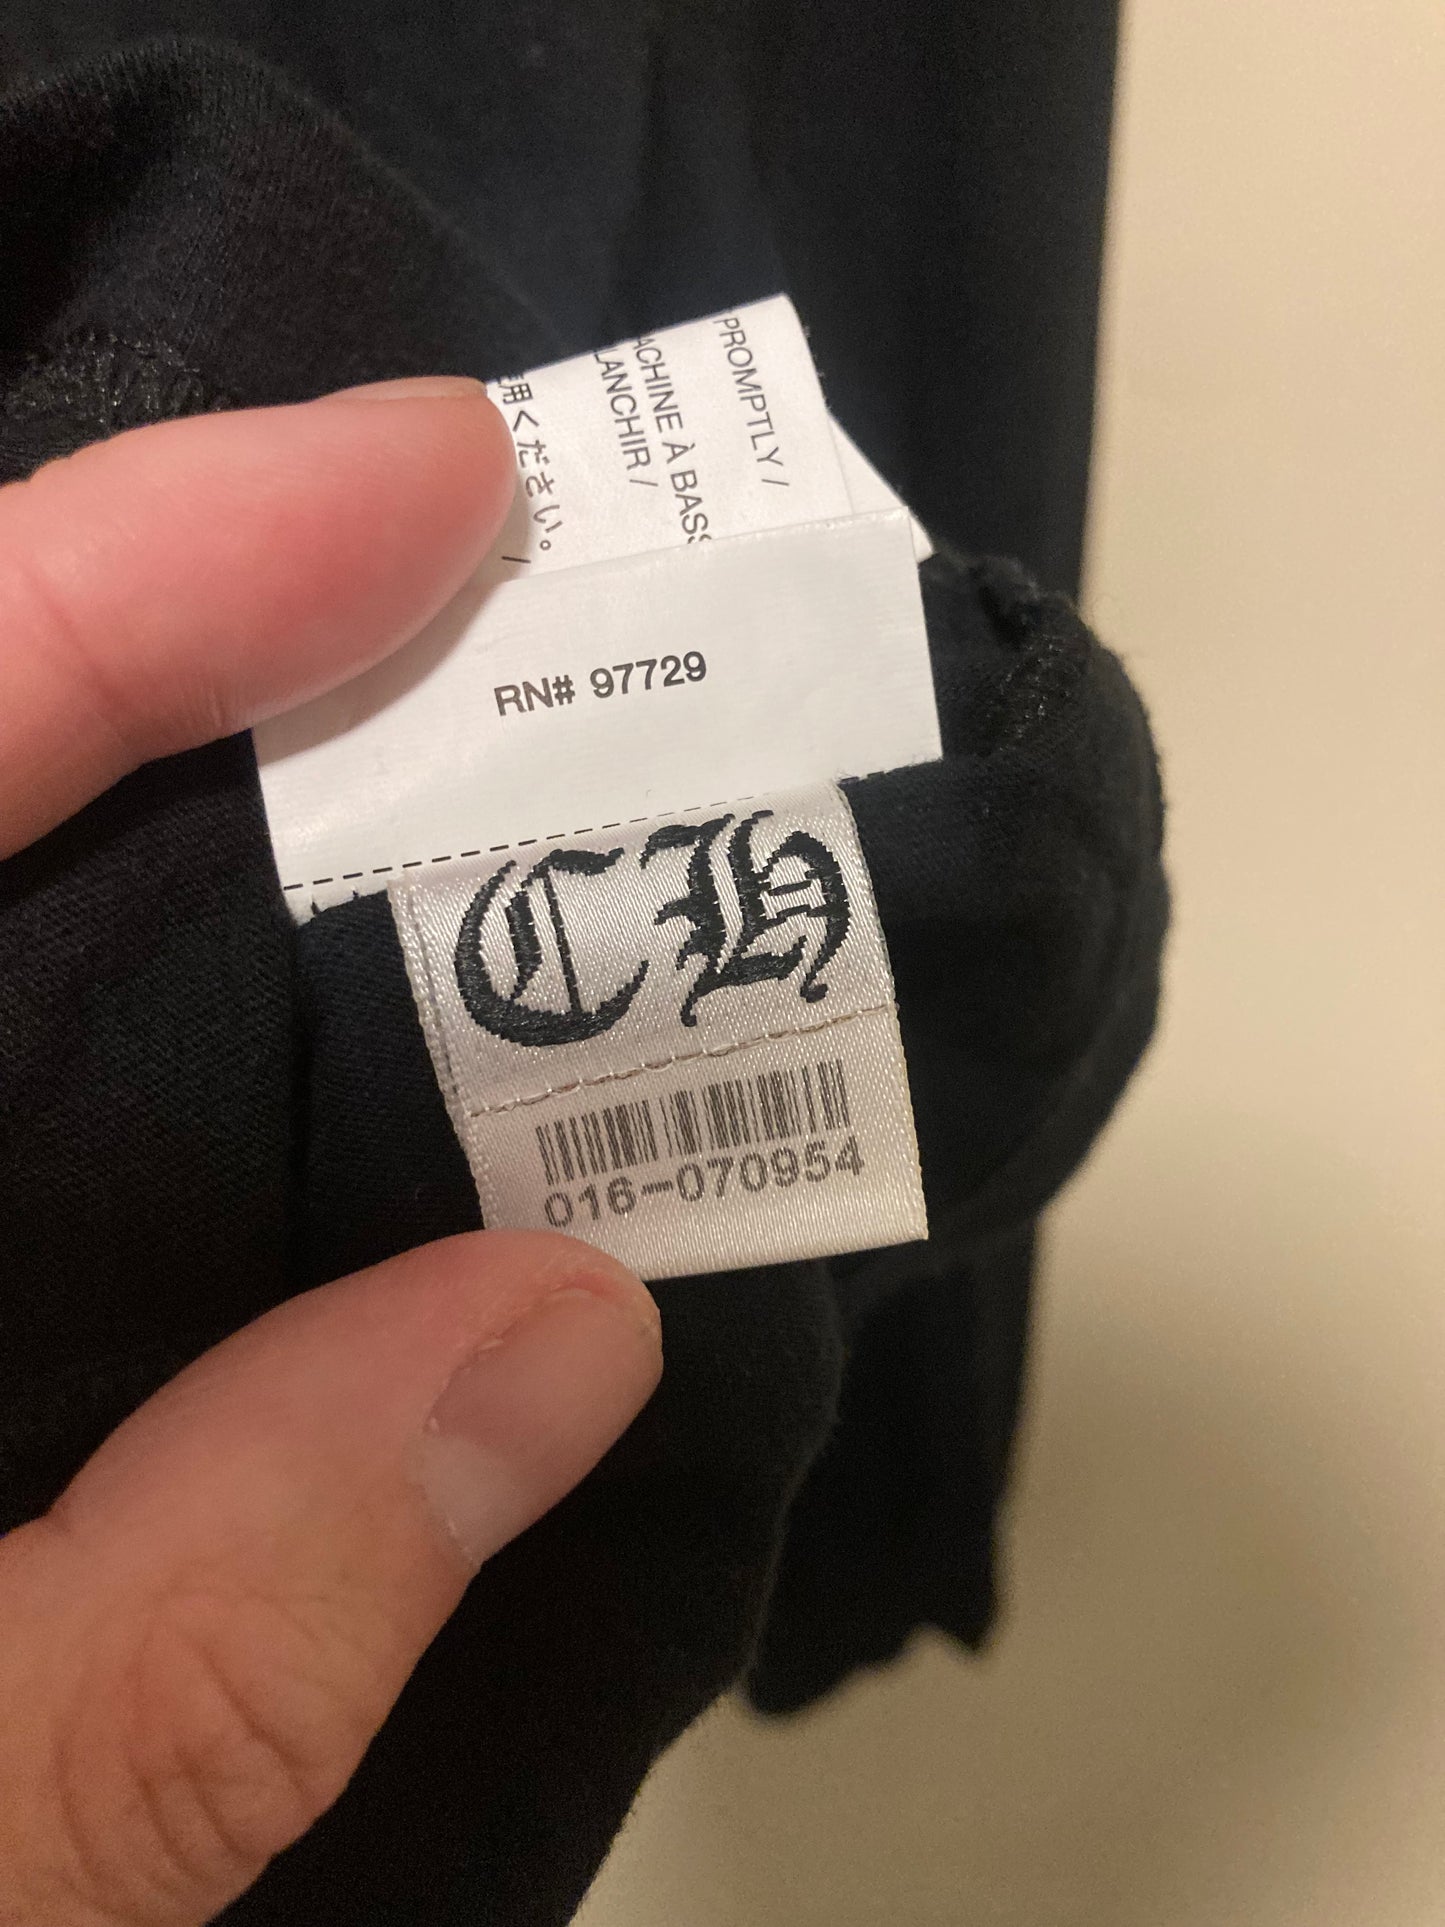 PROMPTLY /
ACHINE À BASS
LANCHIR /
用ください。
/
RN# 97729
CH
016-070954